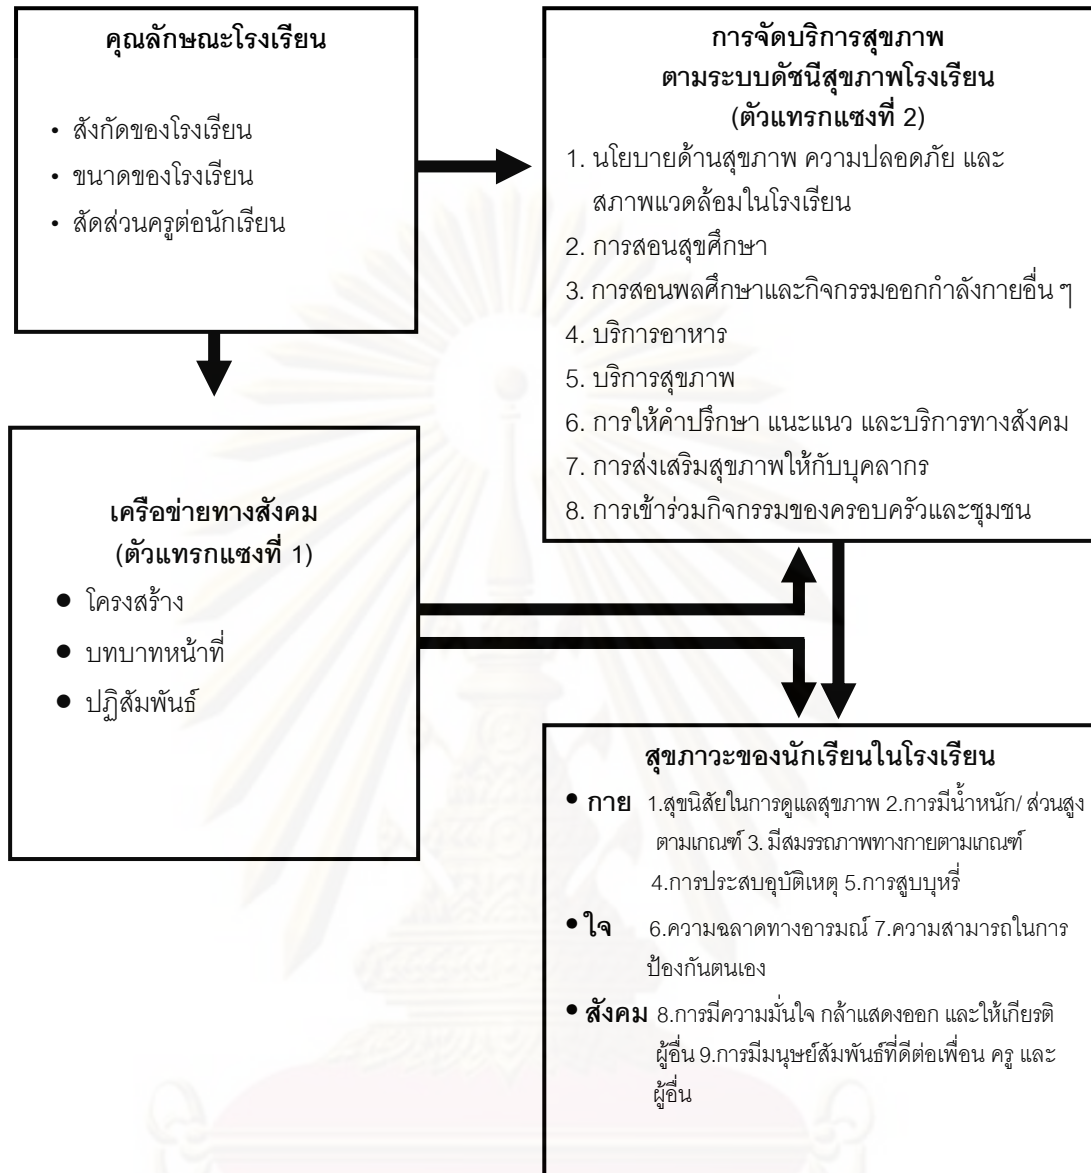 คุณลักษณะโรงเรียน
• สังกัดของโรงเรียน
• ขนาดของโรงเรียน
• สัดส่วนครูต่อนักเรียน
การจัดบริการสุขภาพ
ตามระบบดัชนีสุขภาพโรงเรียน
(ตัวแทรกแซงที่ 2)
1. นโยบายด้านสุขภาพ ความปลอดภัย และ
สภาพแวดล้อมในโรงเรียน
2. การสอนสุขศึกษา
3. การสอนพลศึกษาและกิจกรรมออกกำลังกายอื่น ๆ
4. บริการอาหาร
5. บริการสุขภาพ
6. การให้คำปรึกษา แนะแนว และบริการทางสังคม
7. การส่งเสริมสุขภาพให้กับบุคลากร
8. การเข้าร่วมกิจกรรมของครอบครัวและชุมชน
เครือข่ายทางสังคม
(ตัวแทรกแซงที่ 1)
● โครงสร้าง
● บทบาทหน้าที่
● ปฏิสัมพันธ์
สุขภาวะของนักเรียนในโรงเรียน
● กาย 1.สุขนิสัยในการดูแลสุขภาพ 2.การมีน้ำหนัก/ ส่วนสูง
ตามเกณฑ์ 3. มีสมรรถภาพทางกายตามเกณฑ์
4.การประสบอุบัติเหตุ 5.การสูบบุหรี่
● ใจ 6.ความฉลาดทางอารมณ์ 7.ความสามารถในการ
ป้องกันตนเอง
● สังคม 8.การมีความมั่นใจ กล้าแสดงออก และให้เกียรติ
ผู้อื่น 9.การมีมนุษย์สัมพันธ์ที่ดีต่อเพื่อน ครู และ
ผู้อื่น